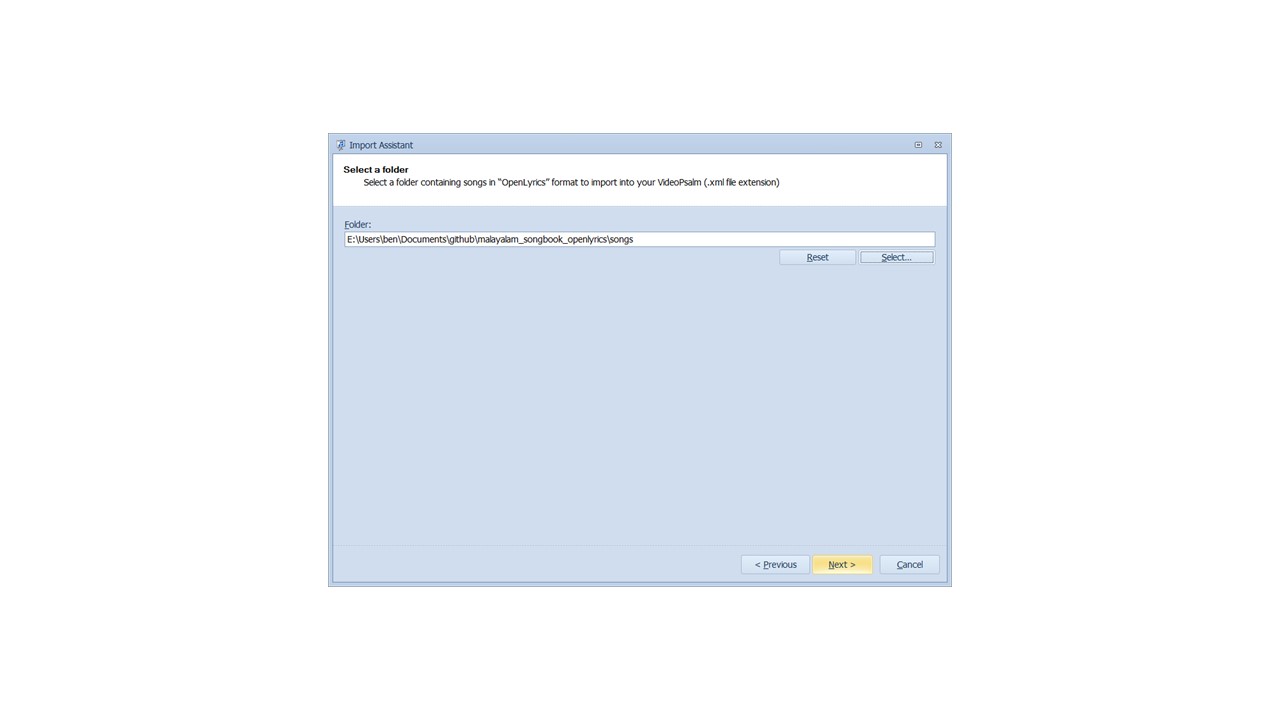 Import Assistant
Select a folder
Select a folder containing songs in “OpenLyrics” format to import into your VideoPsalm (.xml file extension)
Folder:
E:\Users\ben\Documents\github\malayalam_songbook_openlyrics\songs
Reset Select...
< Previous Next > Cancel